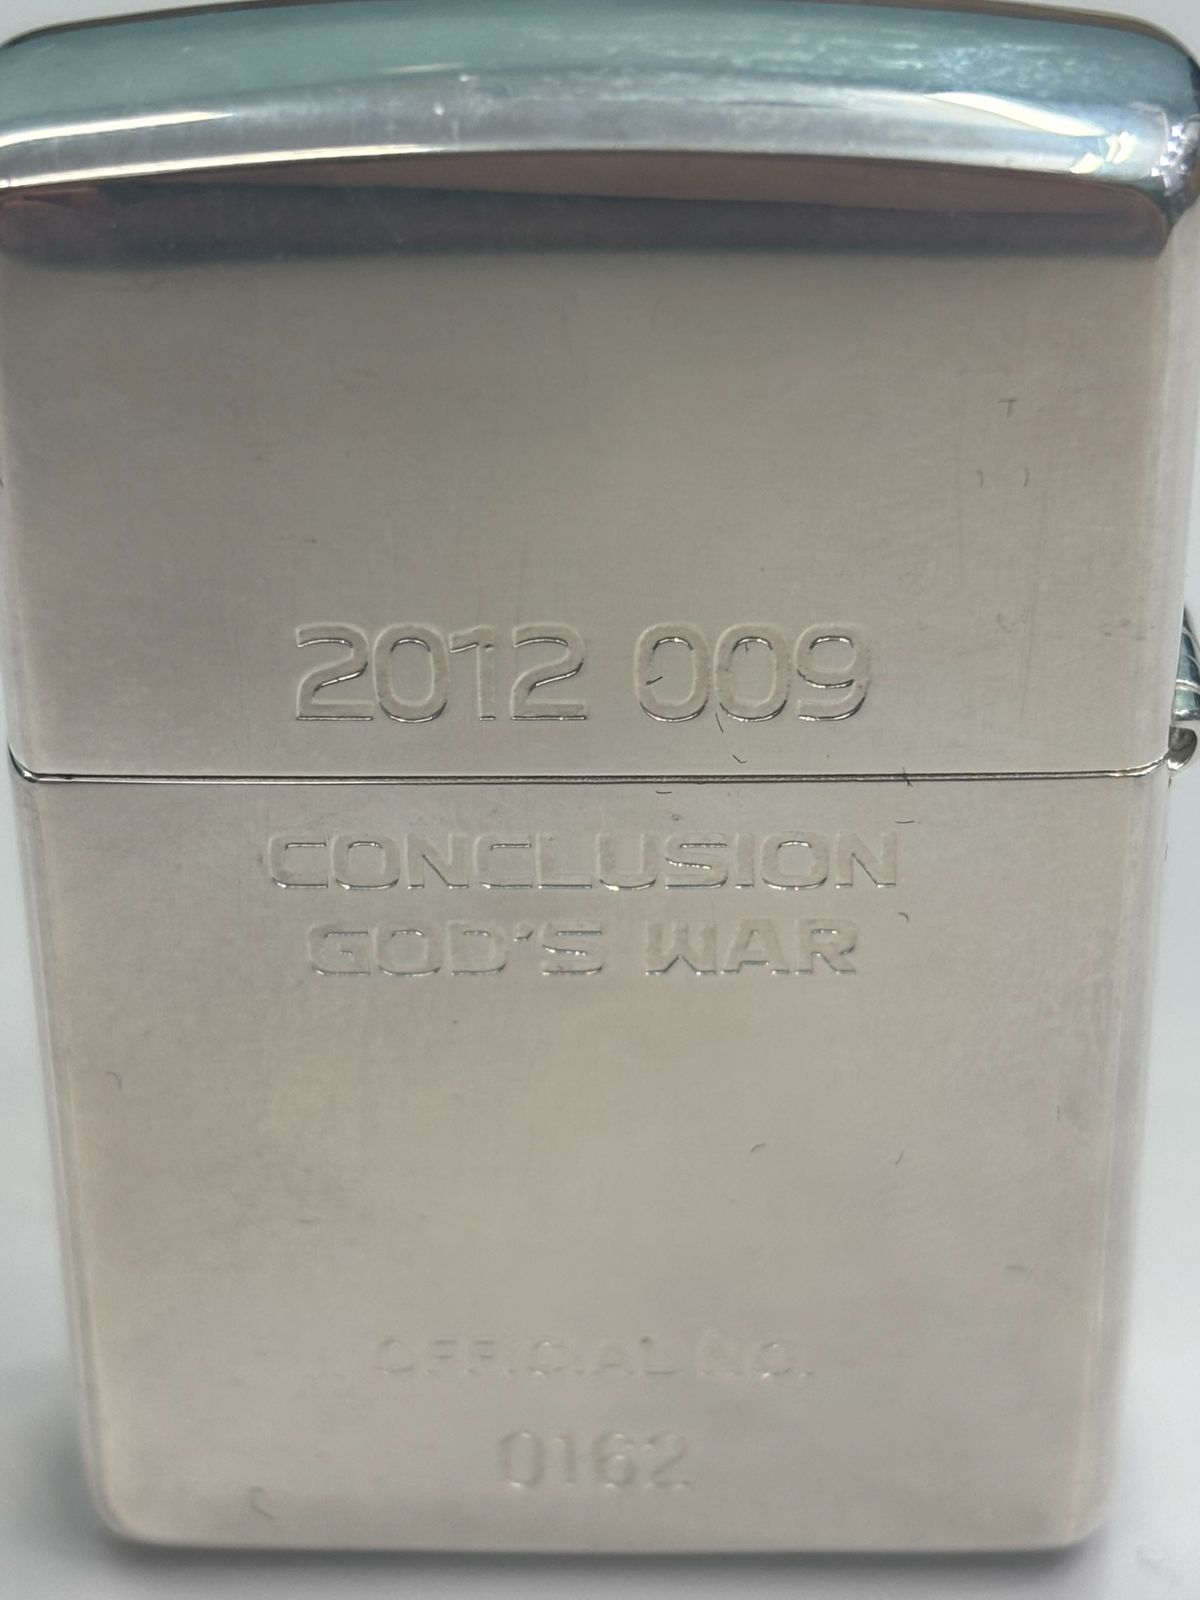 2012 009
CONCLUSION
GOD'S WAR
OFFICIAL NO.
0162